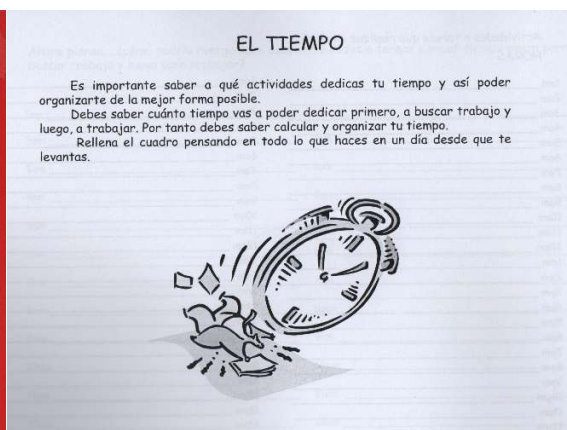 EL TIEMPO
Es importante saber a qué actividades dedicas tu tiempo y así poder
organizarte de la mejor forma posible.
Debes saber cuánto tiempo vas a poder dedicar primero, a buscar trabajo y
luego, a trabajar. Por tanto debes saber calcular y organizar tu tiempo.
Rellena el cuadro pensando en todo lo que haces en un día desde que te
levantas.